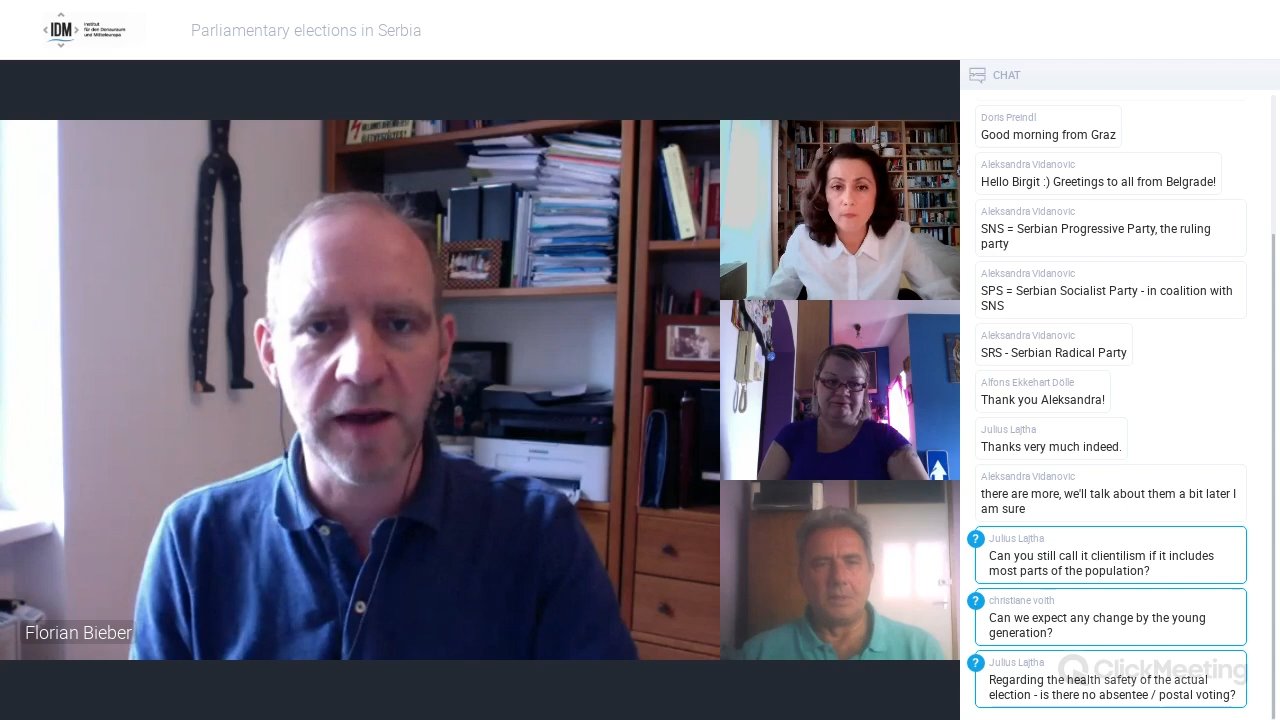 IDM
Institut
für den Donauraum
und Mitteleuropa
Parliamentary elections in Serbia
CHAT
Doris Preindl
Good morning from Graz
Aleksandra Vidanovic
Hello Birgit :) Greetings to all from Belgrade!
Aleksandra Vidanovic
SNS = Serbian Progressive Party, the ruling
party
Aleksandra Vidanovic
SPS = Serbian Socialist Party - in coalition with
SNS
Aleksandra Vidanovic
SRS - Serbian Radical Party
Alfons Ekkehart Dölle
Thank you Aleksandra!
Julius Lajtha
Thanks very much indeed.
Aleksandra Vidanovic
there are more, we'll talk about them a bit later I
am sure
? Julius Lajtha
Can you still call it clientilism if it includes
most parts of the population?
? christiane voith
Can we expect any change by the young
generation?
? Julius Lajtha
Regarding the health safety of the actual
election - is there no absentee / postal voting?
ClickMeeting
Florian Bieber